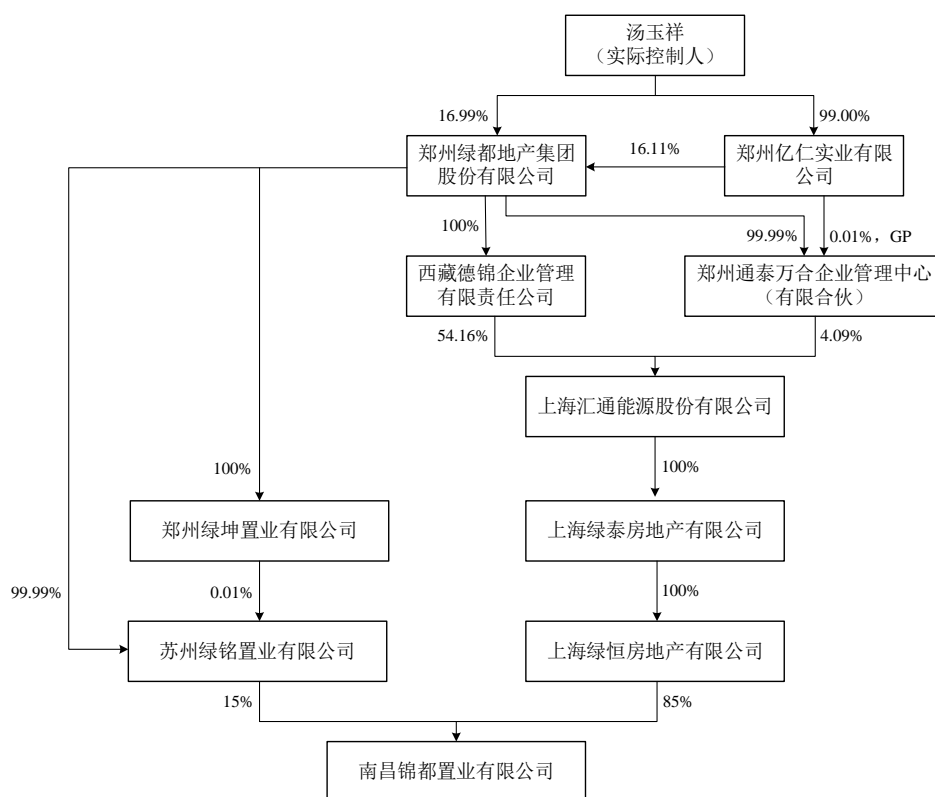 汤玉祥
（实际控制人）
16.99%
99.00%
郑州绿都地产集团
股份有限公司
16.11%
郑州亿仁实业有限
公司
100%
99.99%
0.01%，GP
西藏德锦企业管理
有限责任公司
郑州通泰万合企业管理中心
（有限合伙）
54.16%
4.09%
上海汇通能源股份有限公司
100%
100%
郑州绿坤置业有限公司
上海绿泰房地产有限公司
99.99%
0.01%
100%
苏州绿铭置业有限公司
上海绿恒房地产有限公司
15%
85%
南昌锦都置业有限公司